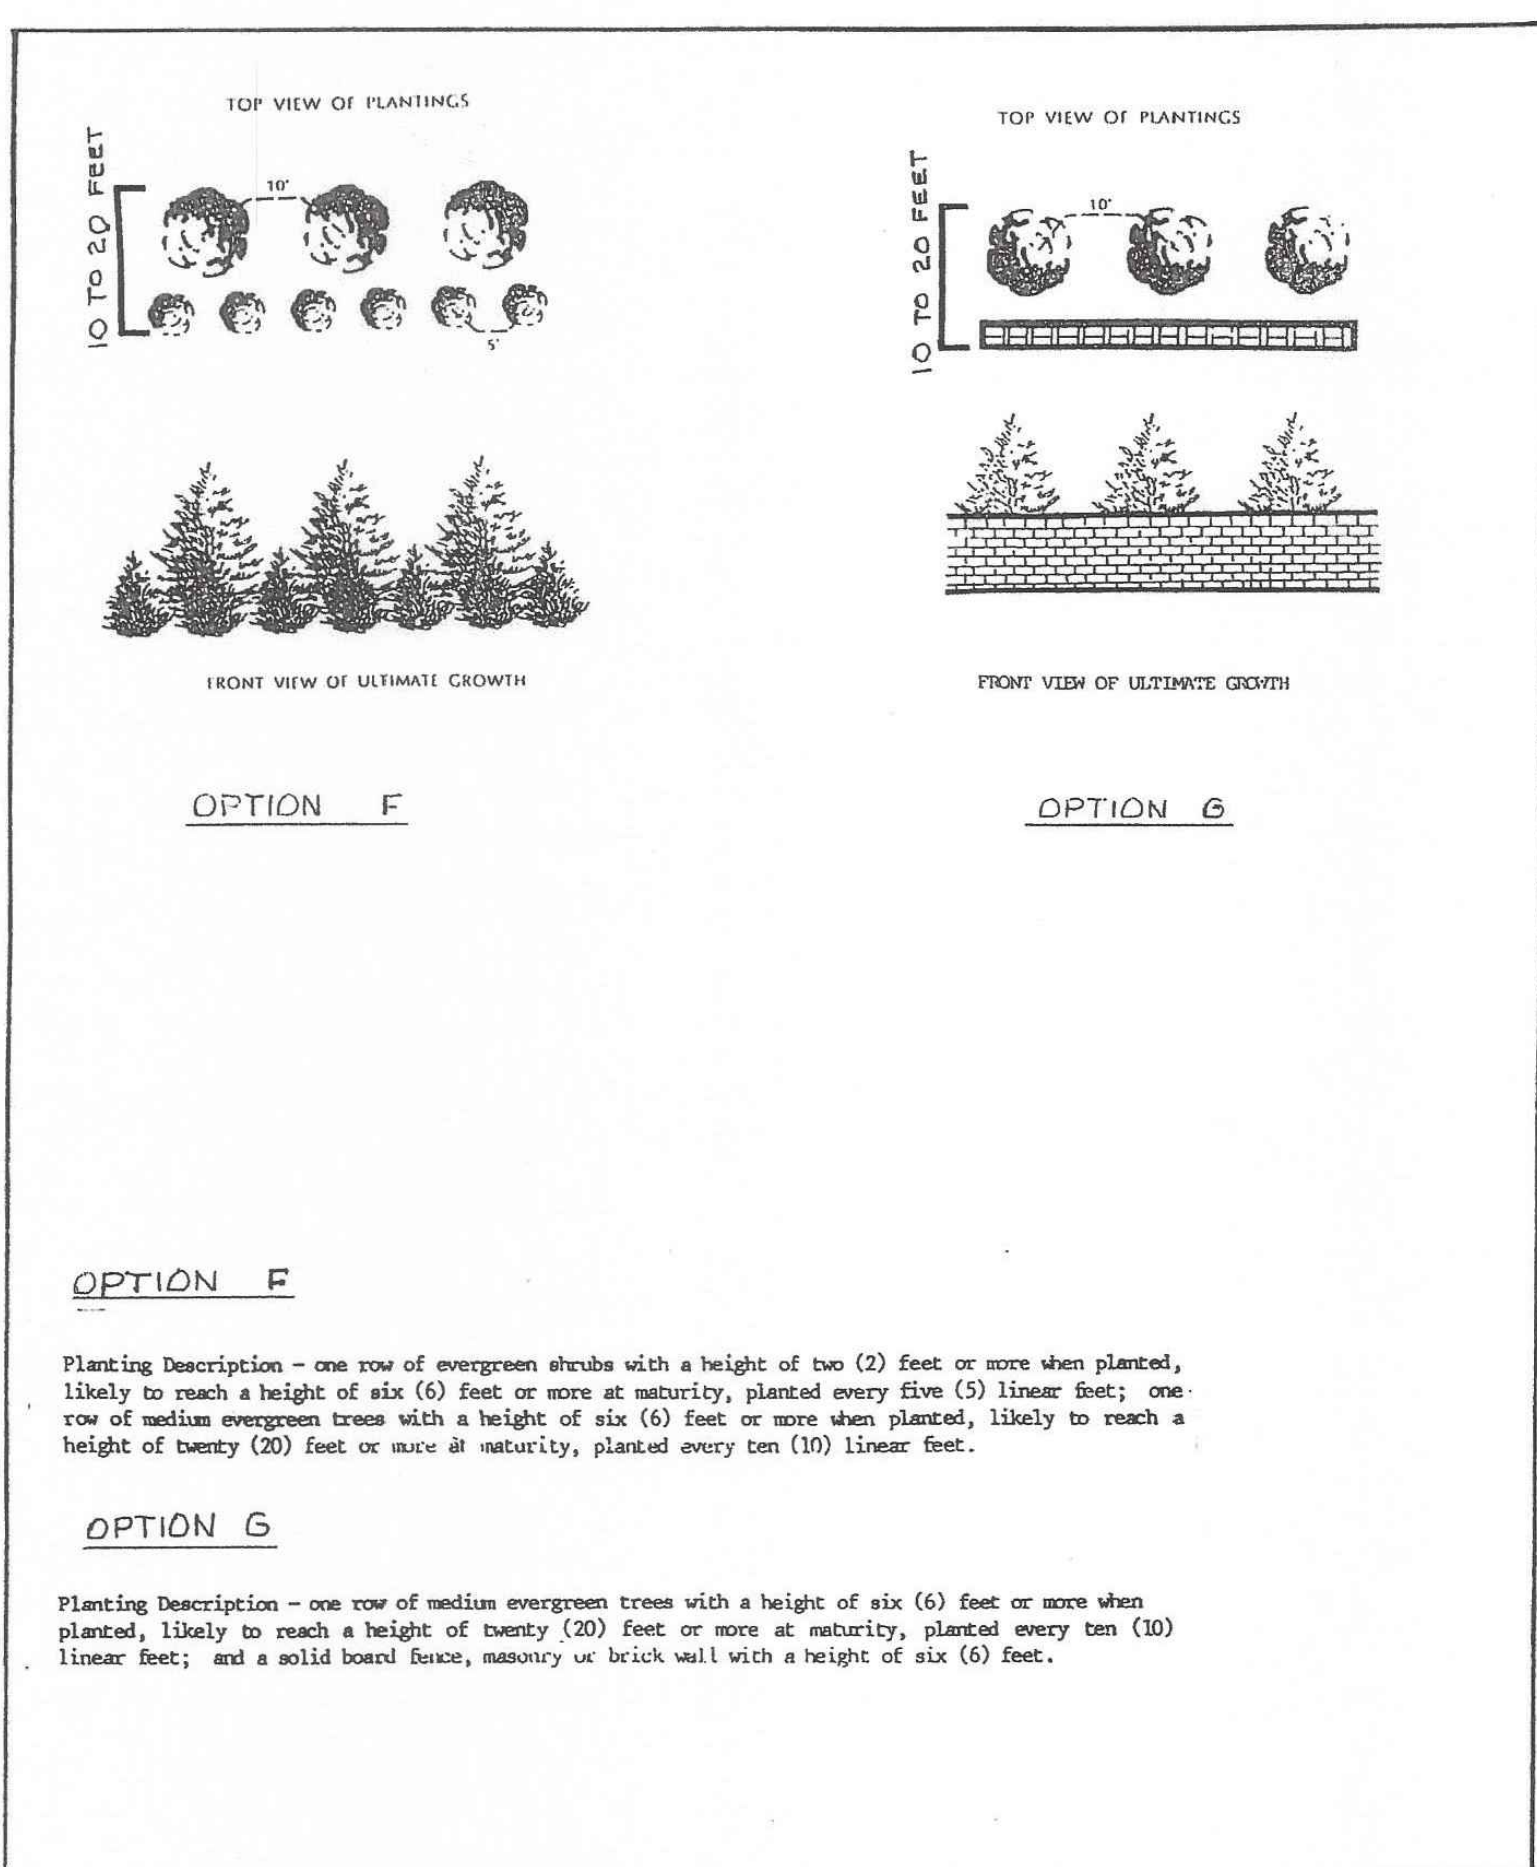 TOP VIEW OF PLANTINGS
10 TO 20 FEET
10'
5'
FRONT VIEW OF ULTIMATE GROWTH
OPTION F
TOP VIEW OF PLANTINGS
10 TO 20 FEET
10'
FRONT VIEW OF ULTIMATE GROWTH
OPTION G
OPTION F
Planting Description - one row of evergreen shrubs with a height of two (2) feet or more when planted,
likely to reach a height of six (6) feet or more at maturity, planted every five (5) linear feet; one
row of medium evergreen trees with a height of six (6) feet or more when planted, likely to reach a
height of twenty (20) feet or more at maturity, planted every ten (10) linear feet.
OPTION G
Planting Description - one row of medium evergreen trees with a height of six (6) feet or more when
planted, likely to reach a height of twenty (20) feet or more at maturity, planted every ten (10)
linear feet; and a solid board fence, masonry or brick wall with a height of six (6) feet.